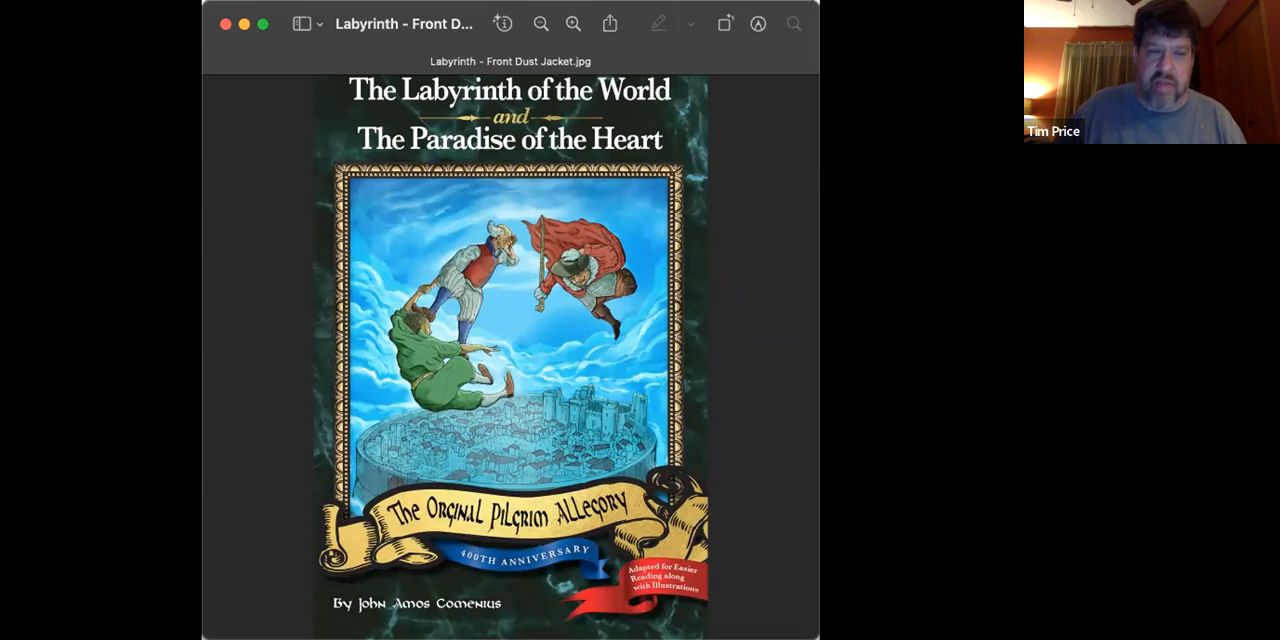 Labyrinth - Front D...
Labyrinth - Front Dust Jacket.jpg
The Labyrinth of the World
and
The Paradise of the Heart
The Orginal Pilgrim Allegory
400TH ANNIVERSARY
Adapted for Easier
Reading along
with Illustrations
By John Amos Comenius
Tim Price